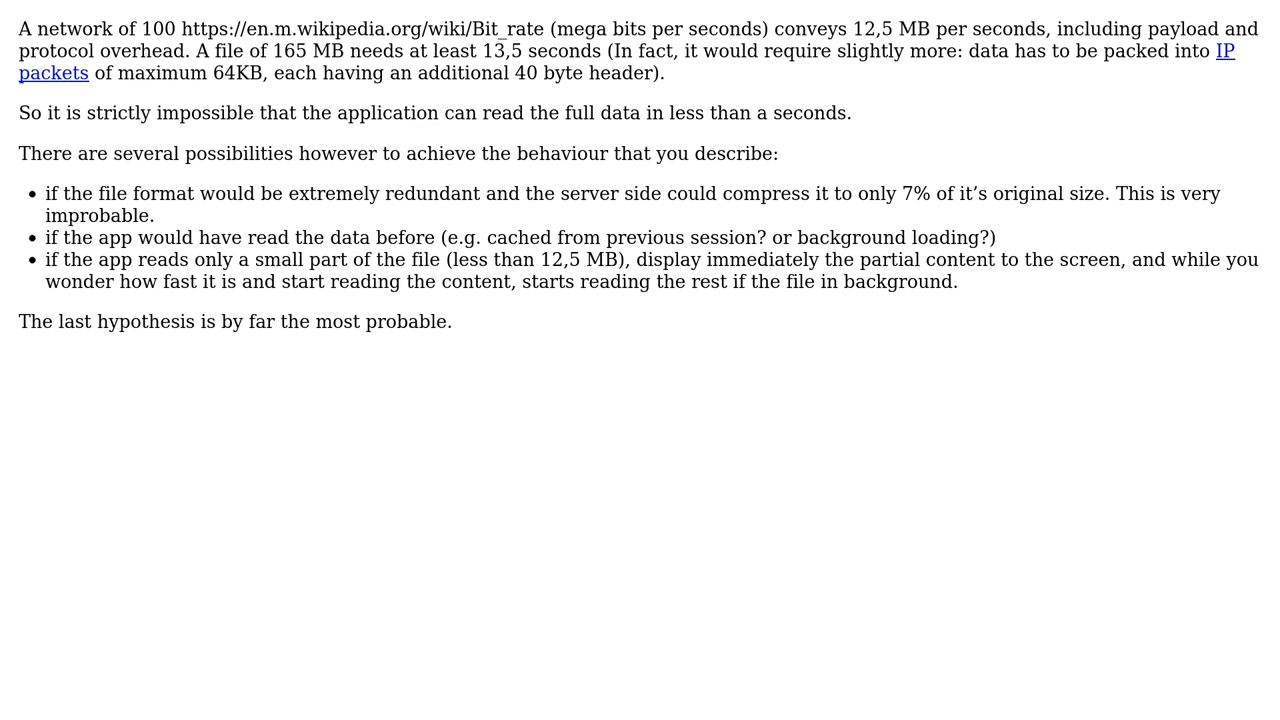 A network of 100 https://en.m.wikipedia.org/wiki/Bit_rate (mega bits per seconds) conveys 12,5 MB per seconds, including payload and
protocol overhead. A file of 165 MB needs at least 13,5 seconds (In fact, it would require slightly more: data has to be packed into IP
packets of maximum 64KB, each having an additional 40 byte header).
So it is strictly impossible that the application can read the full data in less than a seconds.
There are several possibilities however to achieve the behaviour that you describe:
• if the file format would be extremely redundant and the server side could compress it to only 7% of it’s original size. This is very
improbable.
• if the app would have read the data before (e.g. cached from previous session? or background loading?)
• if the app reads only a small part of the file (less than 12,5 MB), display immediately the partial content to the screen, and while you
wonder how fast it is and start reading the content, starts reading the rest if the file in background.
The last hypothesis is by far the most probable.